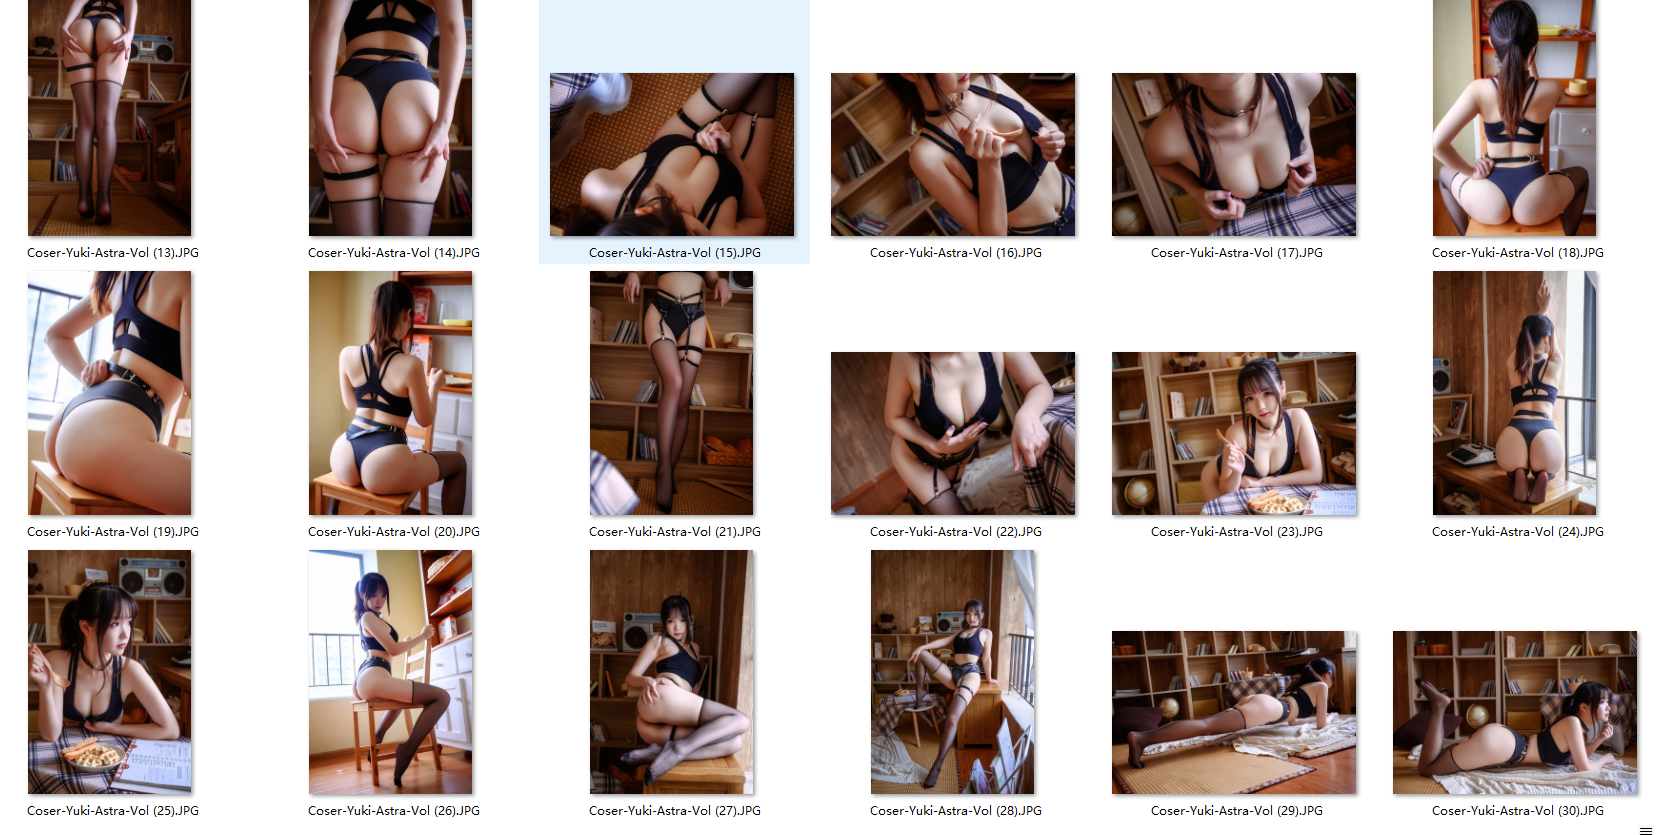 Coser-Yuki-Astra-Vol (13).JPG
Coser-Yuki-Astra-Vol (14).JPG
Coser-Yuki-Astra-Vol (15).JPG
Coser-Yuki-Astra-Vol (16).JPG
Coser-Yuki-Astra-Vol (17).JPG
Coser-Yuki-Astra-Vol (18).JPG
Coser-Yuki-Astra-Vol (19).JPG
Coser-Yuki-Astra-Vol (20).JPG
Coser-Yuki-Astra-Vol (21).JPG
Coser-Yuki-Astra-Vol (22).JPG
Coser-Yuki-Astra-Vol (23).JPG
Coser-Yuki-Astra-Vol (24).JPG
Coser-Yuki-Astra-Vol (25).JPG
Coser-Yuki-Astra-Vol (26).JPG
Coser-Yuki-Astra-Vol (27).JPG
Coser-Yuki-Astra-Vol (28).JPG
Coser-Yuki-Astra-Vol (29).JPG
Coser-Yuki-Astra-Vol (30).JPG